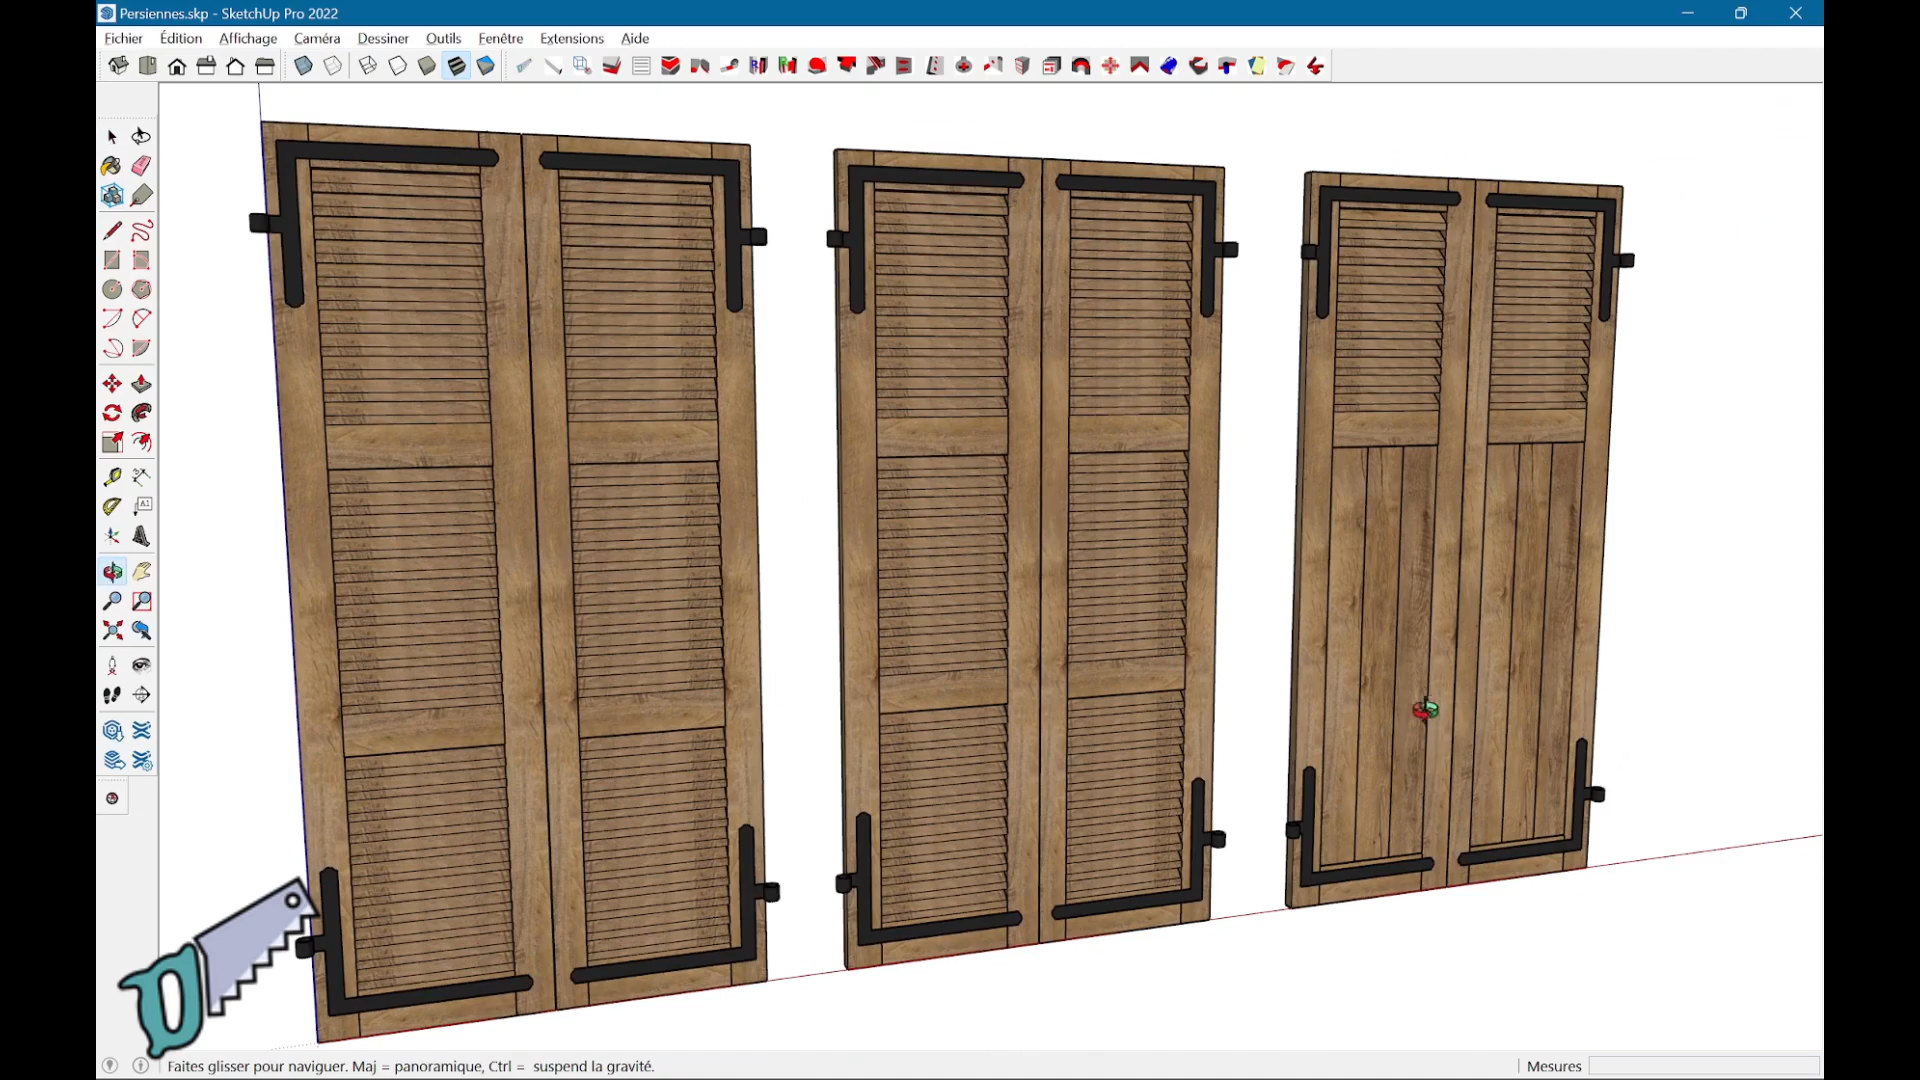 Persiennes.skp - SketchUp Pro 2022
Fichier Édition Affichage Caméra Dessiner Outils Fenêtre Extensions Aide
A1
Faites glisser pour naviguer. Maj = panoramique, Ctrl = suspend la gravité.
Mesures